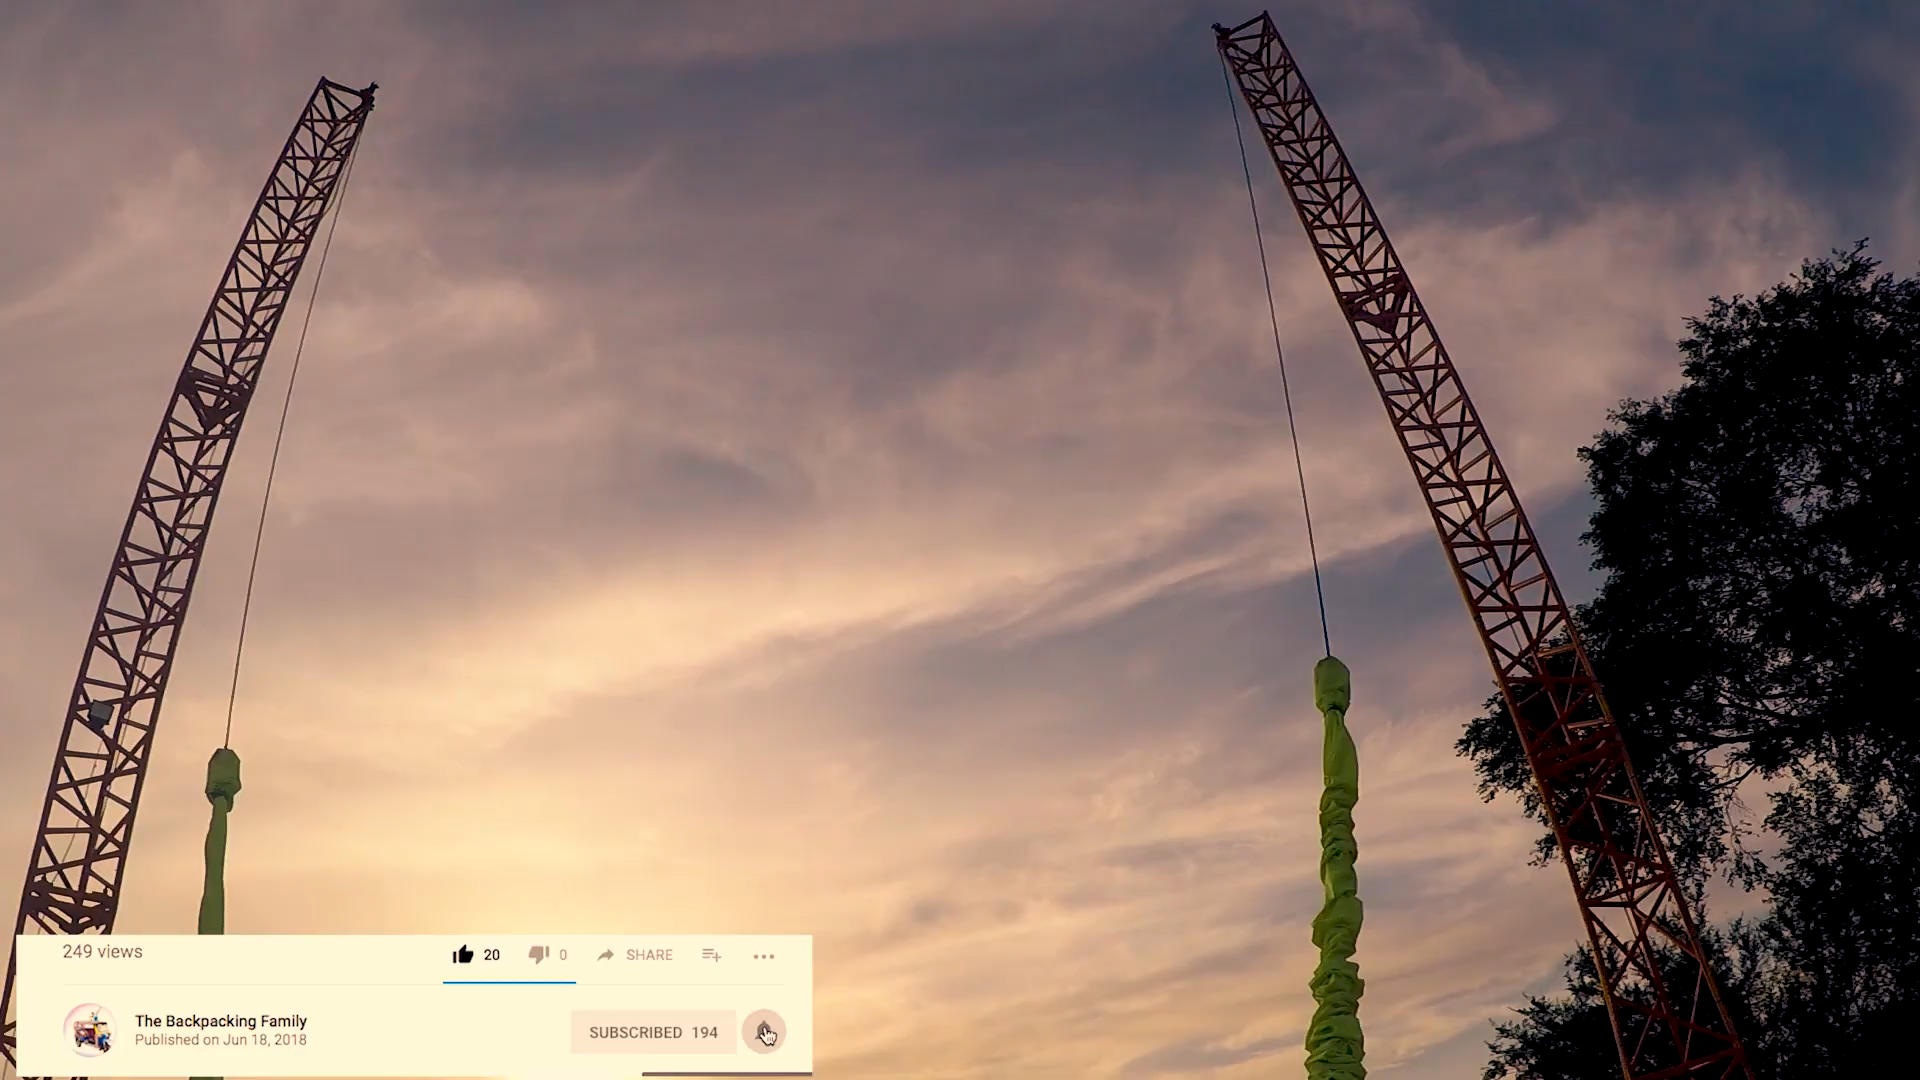 249 views
20
0
SHARE
The Backpacking Family
Published on Jun 18, 2018
SUBSCRIBED 194